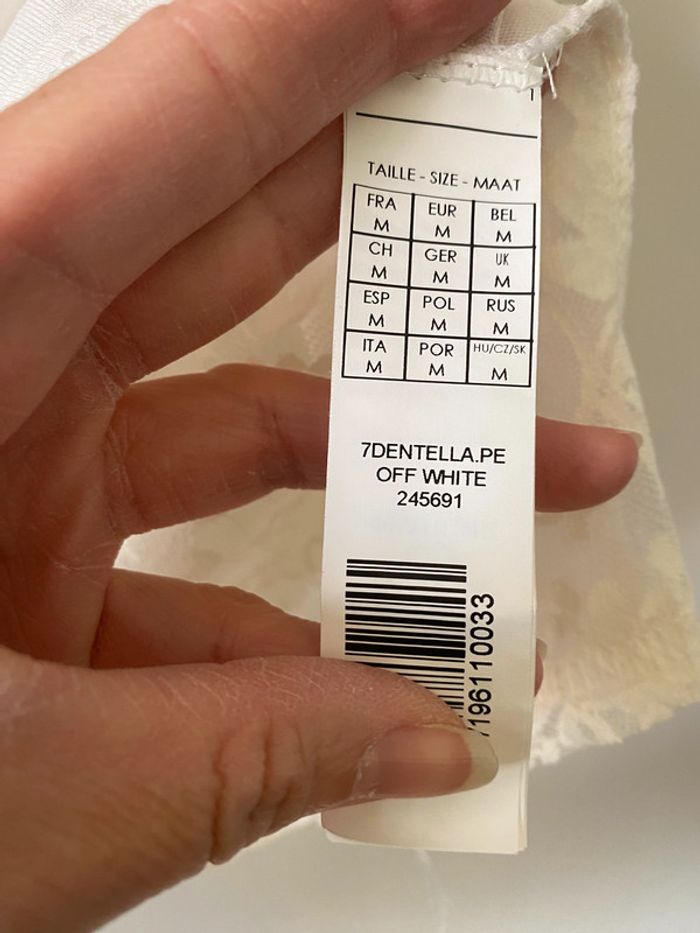 TAILLE - SIZE - MAAT
FRA EUR BEL
M M M
CH GER UK
M M M
ESP POL RUS
M M M
ITA POR HU/CZ/SK
M M M
7DENTELLA.PE
OFF WHITE
245691
7196110033